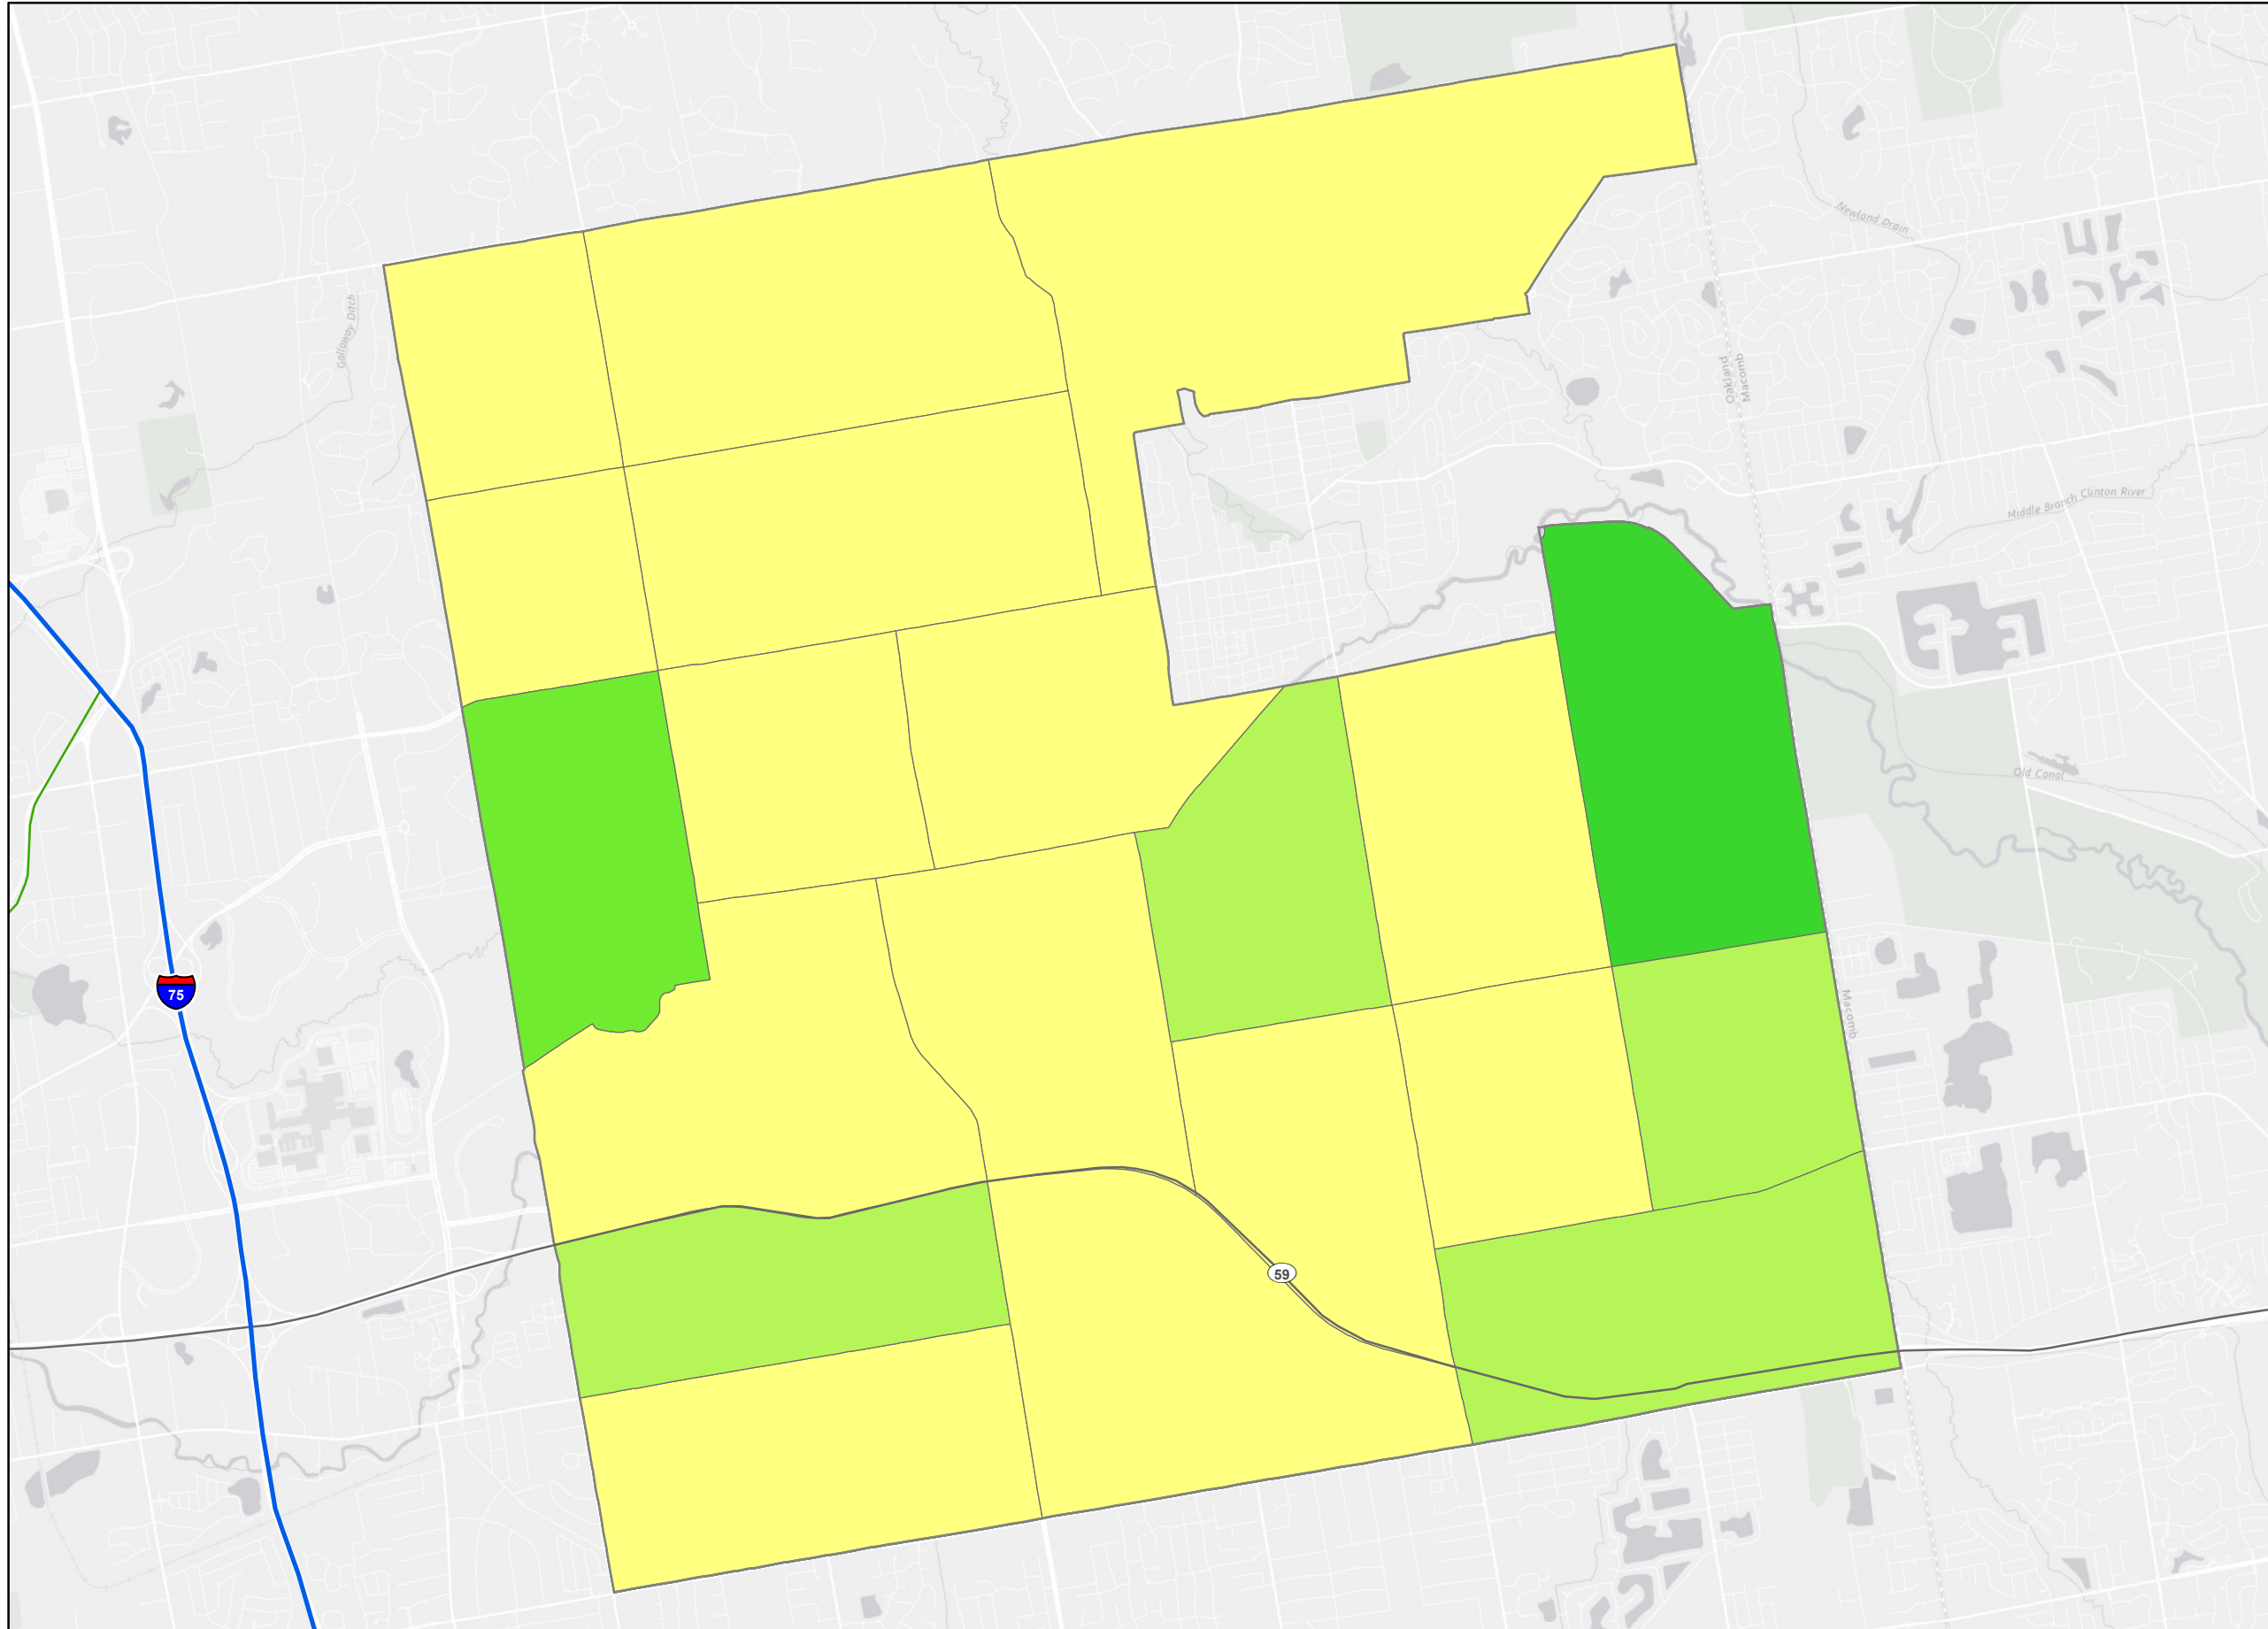 Newland Drain
Galloway Ditch
Oakland
Macomb
Middle Branch Clinton River
Old Canal
75
Macomb
59